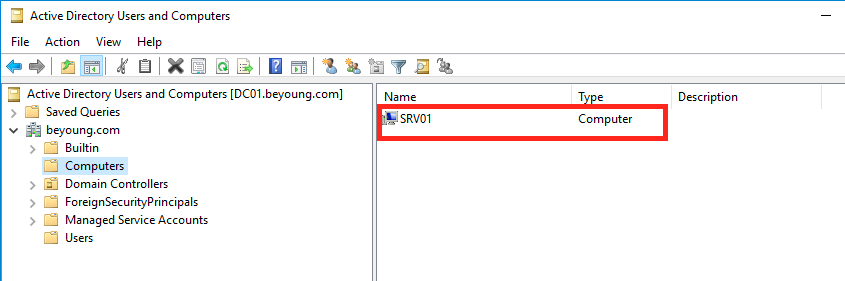 Active Directory Users and Computers
File Action View Help
Active Directory Users and Computers [DC01.beyoung.com]
Saved Queries
beyoung.com
Builtin
Computers
Domain Controllers
ForeignSecurityPrincipals
Managed Service Accounts
Users
Name Type Description
SRV01 Computer